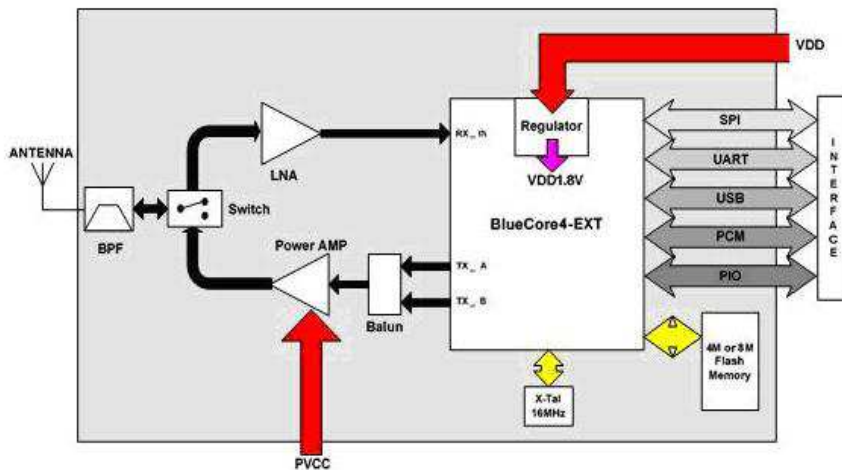 VDD
ANTENNA
BPF
Switch
LNA
Power AMP
Balun
PVCC
RX_IN
TX_A
TX_B
Regulator
VDD1.8V
BlueCore4-EXT
SPI
UART
USB
PCM
PIO
INTERFACE
X-Tal
16MHz
4M or 8M
Flash
Memory